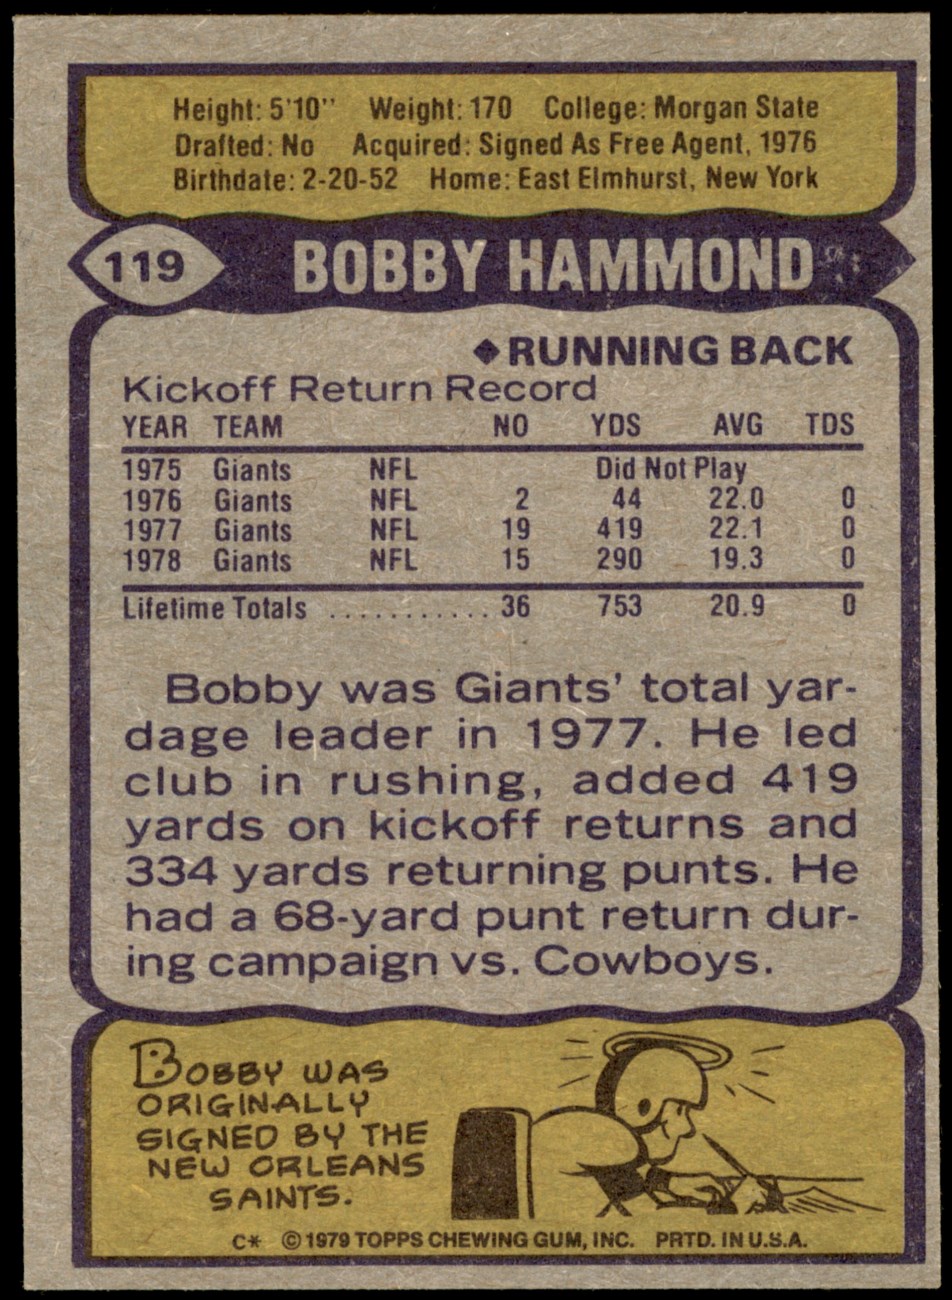 Height: 5'10" Weight: 170 College: Morgan State
Drafted: No Acquired: Signed As Free Agent, 1976
Birthdate: 2-20-52 Home: East Elmhurst, New York
119 BOBBY HAMMOND
◆RUNNING BACK
Kickoff Return Record
YEAR TEAM NO YDS AVG TDS
1975 Giants NFL Did Not Play
1976 Giants NFL 2 44 22.0 0
1977 Giants NFL 19 419 22.1 0
1978 Giants NFL 15 290 19.3 0
Lifetime Totals ........... 36 753 20.9 0
Bobby was Giants' total yar-
dage leader in 1977. He led
club in rushing, added 419
yards on kickoff returns and
334 yards returning punts. He
had a 68-yard punt return dur-
ing campaign vs. Cowboys.
BOBBY WAS
ORIGINALLY
SIGNED BY THE
NEW ORLEANS
SAINTS.
C* ©1979 TOPPS CHEWING GUM, INC. PRTD. IN U.S.A.